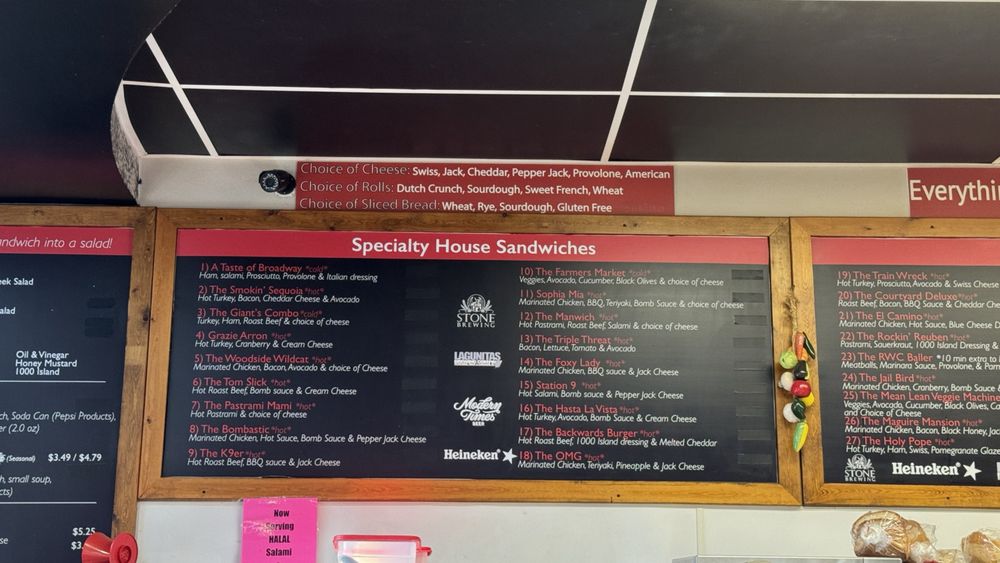 Choice of Cheese: Swiss, Jack, Cheddar, Pepper Jack, Provolone, American
Choice of Rolls: Dutch Crunch, Sourdough, Sweet French, Wheat
Choice of Sliced Bread: Wheat, Rye, Sourdough, Gluten Free
Everythin
andwich into a salad!
eek Salad
alad
Oil & Vinegar
Honey Mustard
1000 Island
ch, Soda Can (Pepsi Products),
er (2.0 oz)
(Seasonal) $3.49 / $4.79
h, small soup,
cts)
$5.25
se $3.
Specialty House Sandwiches
1) A Taste of Broadway *cold*
Ham, salami, Prosciutto, Provolone & Italian dressing
2) The Smokin' Sequoia *hot*
Hot Turkey, Bacon, Cheddar Cheese & Avocado
3) The Giant's Combo *cold*
Turkey, Ham, Roast Beef & choice of cheese
4) Grazie Arron *hot*
Hot Turkey, Cranberry & Cream Cheese
5) The Woodside Wildcat *hot*
Marinated Chicken, Bacon, Avocado & choice of cheese
6) The Tom Slick *hot*
Hot Roast Beef, Bomb sauce & Cream Cheese
7) The Pastrami Mami *hot*
Hot Pastrami & choice of cheese
8) The Bombastic *hot*
Marinated Chicken, Hot Sauce, Bomb Sauce & Pepper Jack Cheese
9) The K9er *hot*
Hot Roast Beef, BBQ sauce & Jack Cheese
STONE
BREWING
LAGUNITAS
Modern
Times
BEER
Heineken
10) The Farmers Market *cold*
Veggies, Avocado, Cucumber, Black Olives & choice of cheese
11) Sophia Mia *hot*
Marinated Chicken, BBQ, Teriyaki, Bomb Sauce & choice of cheese
12) The Manwich *hot*
Hot Pastrami, Roast Beef, Salami & choice of cheese
13) The Triple Threat *hot*
Bacon, Lettuce, Tomato & Avocado
14) The Foxy Lady *hot*
Marinated Chicken, BBQ Sauce & Jack Cheese
15) Station 9 *hot*
Hot Salami, Bomb Sauce & Pepper Jack Cheese
16) The Hasta La Vista *hot*
Hot Turkey, Avocado, Bomb Sauce & Cream Cheese
17) The Backwards Burger *hot*
Hot Roast Beef, 1000 Island dressing & Melted Cheddar
18) The OMG *hot*
Marinated Chicken, Teriyaki, Pineapple & Jack Cheese
19) The Train Wreck *hot*
Hot Turkey, Prosciutto, Avocado & Swiss Cheese
20) The Courtyard Deluxe *hot*
Roast Beef, Bacon, BBQ Sauce & Cheddar Ch
21) The El Camino *hot*
Marinated Chicken, Hot Sauce, Blue Cheese D
22) The Rockin' Reuben *hot*
Pastrami, Sauerkraut, 1000 Island Dressing &
23) The RWC Baller *10 min extra to
Meatballs, Marinara Sauce, Provolone, & Parm
24) The Jail Bird *hot*
Marinated Chicken, Cranberry, Bomb Sauce &
25) The Mean Lean Veggie Machine
Veggies, Avocado, Cucumber, Black Olives, Ca
and Choice of Cheese
26) The Maguire Mansion *hot*
Marinated Chicken, Bacon, Black Honey, Jac
27) The Holy Pope *hot*
Hot Turkey, Ham, Swiss, Pomegranate Glaze
STONE
BREWING
Heineken
Now
Serving
HALAL
Salami